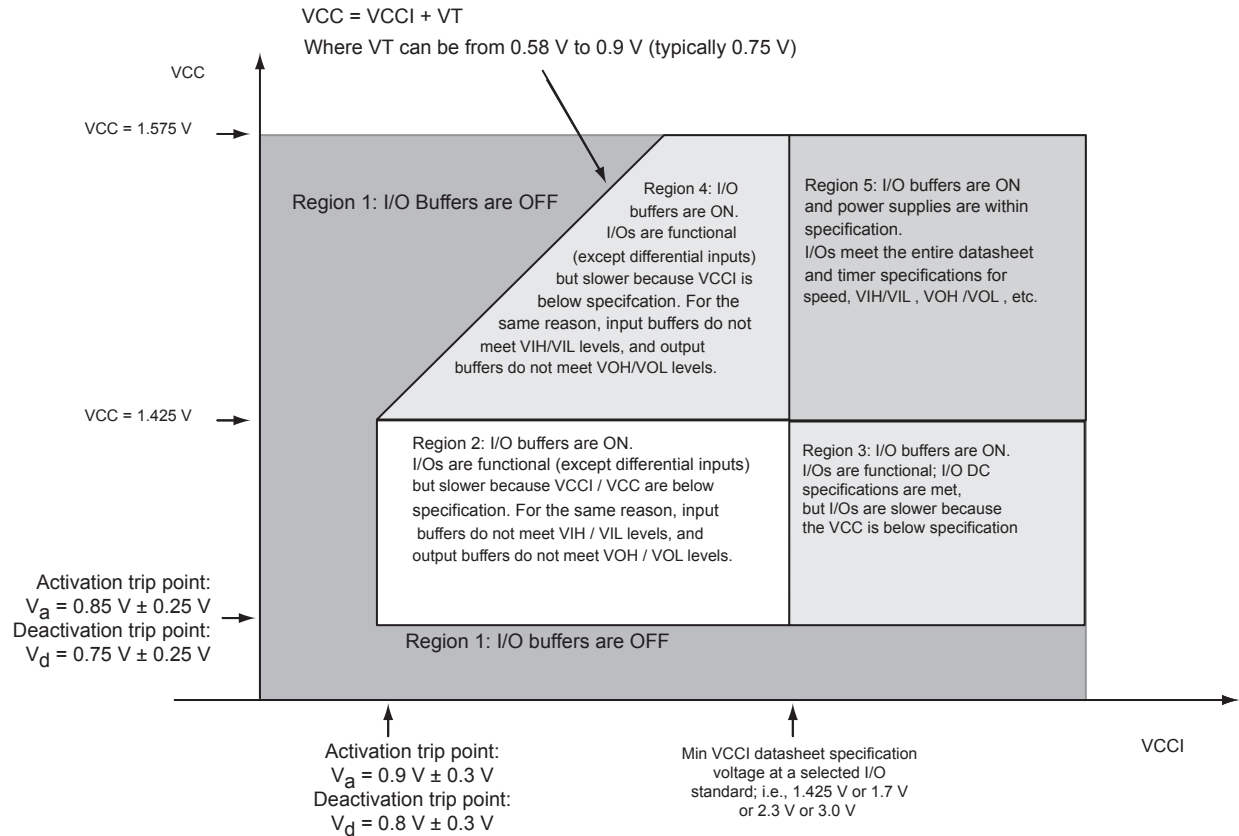 VCC = VCCI + VT
Where VT can be from 0.58 V to 0.9 V (typically 0.75 V)
VCC
VCC = 1.575 V
Region 1: I/O Buffers are OFF
Region 4: I/O
buffers are ON.
I/Os are functional
(except differential inputs)
but slower because VCCI is
below specifcation. For the
same reason, input buffers do not
meet VIH/VIL levels, and output
buffers do not meet VOH/VOL levels.
Region 5: I/O buffers are ON
and power supplies are within
specification.
I/Os meet the entire datasheet
and timer specifications for
speed, VIH/VIL , VOH /VOL , etc.
VCC = 1.425 V
Region 2: I/O buffers are ON.
I/Os are functional (except differential inputs)
but slower because VCCI / VCC are below
specification. For the same reason, input
buffers do not meet VIH / VIL levels, and
output buffers do not meet VOH / VOL levels.
Region 3: I/O buffers are ON.
I/Os are functional; I/O DC
specifications are met,
but I/Os are slower because
the VCC is below specification
Activation trip point:
Va = 0.85 V ± 0.25 V
Deactivation trip point:
Vd = 0.75 V ± 0.25 V
Region 1: I/O buffers are OFF
Activation trip point:
Va = 0.9 V ± 0.3 V
Deactivation trip point:
Vd = 0.8 V ± 0.3 V
Min VCCI datasheet specification
voltage at a selected I/O
standard; i.e., 1.425 V or 1.7 V
or 2.3 V or 3.0 V
VCCI